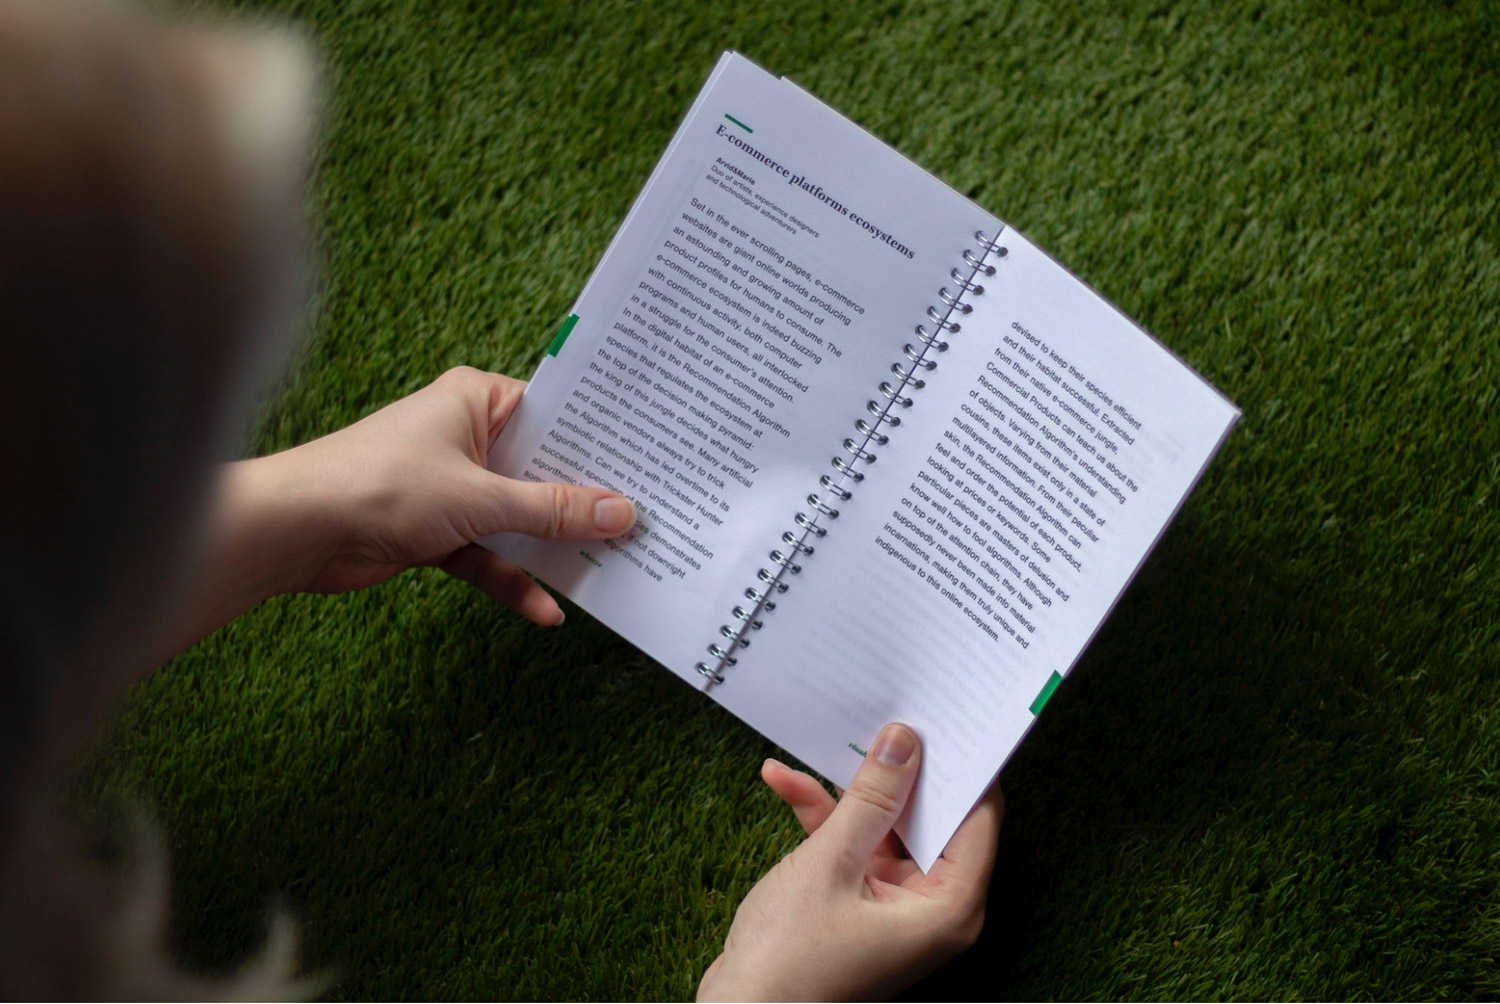 E-commerce platforms ecosystems
Arvid&Marie
Duo of artists, experience designers
and technological adventurers
Set in the ever scrolling pages, e-commerce
websites are giant online worlds producing
an astounding and growing amount of
product profiles for humans to consume. The
e-commerce ecosystem is indeed buzzing
with continuous activity, both computer
programs and human users, all interlocked
in a struggle for the consumer's attention.
In the digital habitat of an e-commerce
platform, it is the Recommendation Algorithm
species that regulates the ecosystem at
the top of the decision making pyramid:
the king of this jungle decides what hungry
products the consumers see. Many artificial
and organic vendors always try to trick
the Algorithm which has led overtime to its
symbiotic relationship with Trickster Hunter
Algorithms. Can we try to understand a
successful specimen of the Recommendation
algorithmic demonstrates
some not downright
algorithms have
devised to keep their species efficient
and their habitat successful. Extracted
from their native e-commerce jungle,
Commercial Products can teach us about the
Recommendation Algorithm's understanding
of objects. Varying from their material
cousins, these items exist only in a state of
multilayered information. From their peculiar
skin, the Recommendation Algorithm can
feel and order the potential of each product,
looking at prices or keywords. Some
particular pieces are masters of delusion and
know well how to fool algorithms. Although
on top of the attention chain, they have
supposedly never been made into material
incarnations, making them truly unique and
indigenous to this online ecosystem.